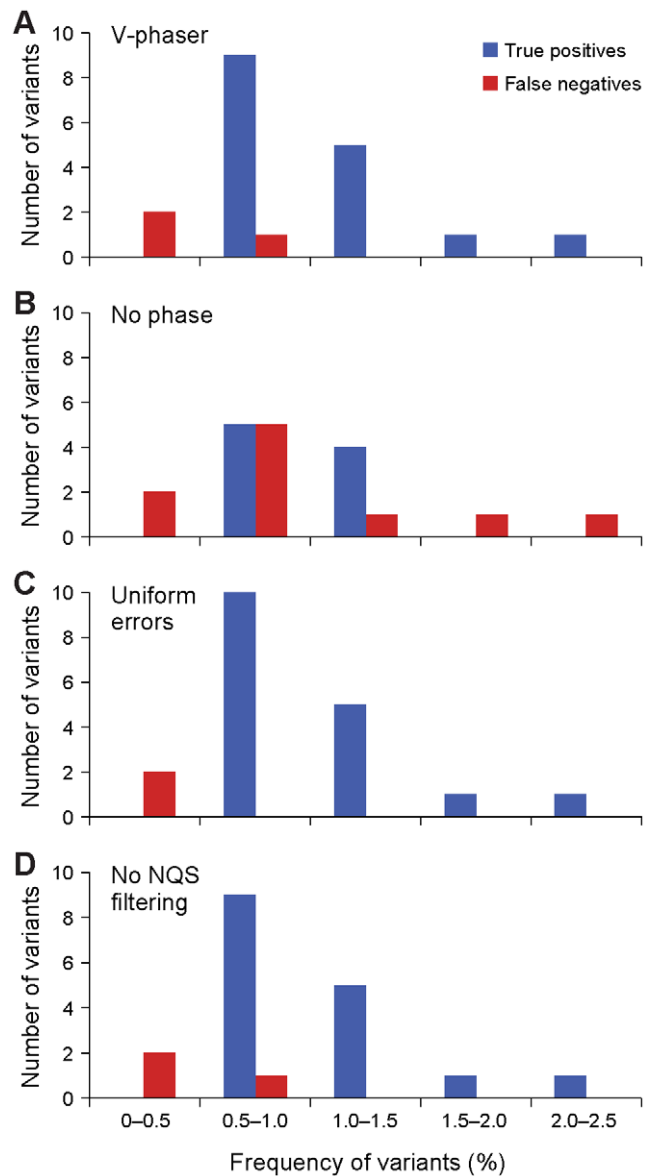 A
V-phaser
True positives
False negatives
Number of variants
10
8
6
4
2
0
B
No phase
Number of variants
10
8
6
4
2
0
C
Uniform
errors
Number of variants
10
8
6
4
2
0
D
No NQS
filtering
Number of variants
10
8
6
4
2
0
0–0.5 0.5–1.0 1.0–1.5 1.5–2.0 2.0–2.5
Frequency of variants (%)